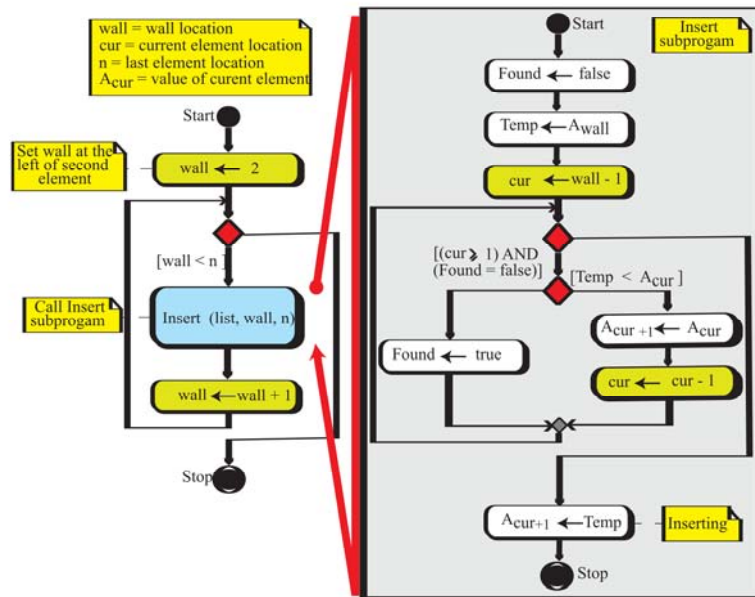 wall = wall location
cur = current element location
n = last element location
Acur = value of curent element
Start
Set wall at the
left of second
element
wall ← 2
[wall < n ]
Call Insert
subprogam
Insert (list, wall, n)
wall ← wall + 1
Stop
Start
Insert
subprogam
Found ← false
Temp ← Awall
cur ← wall - 1
[(cur ⩾ 1) AND
(Found = false)]
[Temp < Acur ]
Acur +1 ← Acur
Found ← true
cur ← cur - 1
Acur+1 ← Temp
Inserting
Stop